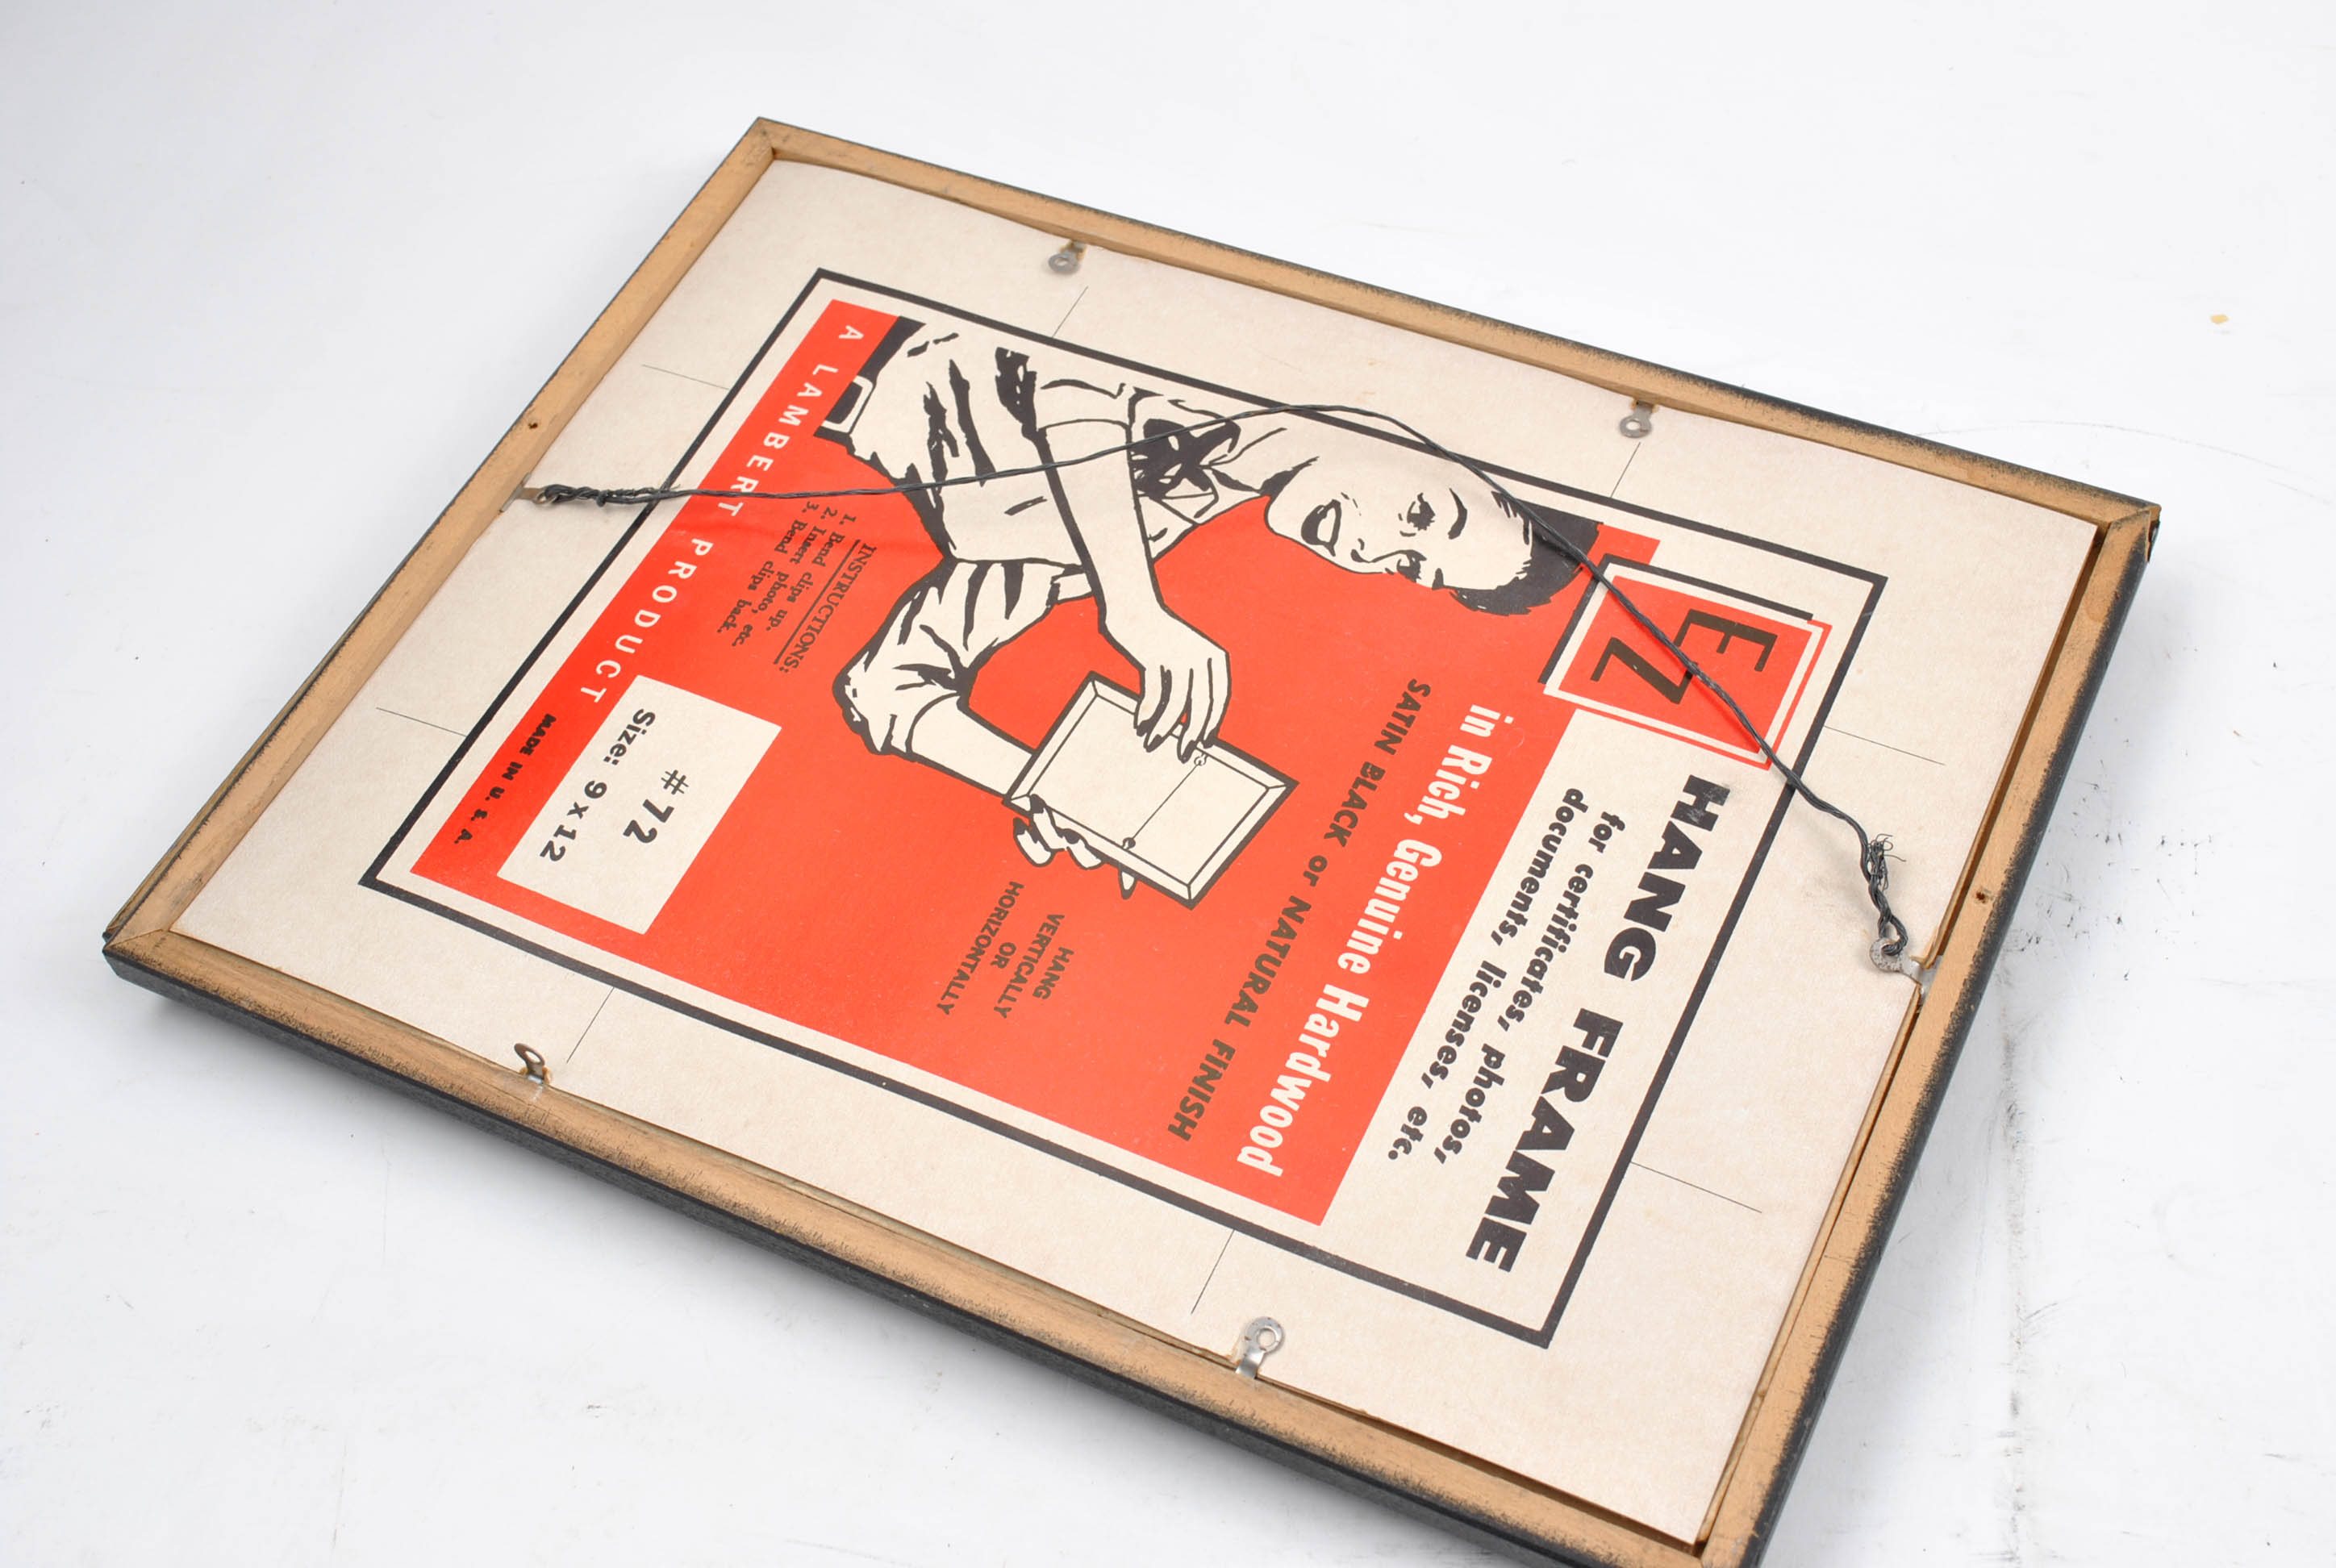 EZ
HANG FRAME
for certificates, photos,
documents, licenses, etc.
in Rich, Genuine Hardwood
SATIN BLACK or NATURAL FINISH
HANG
VERTICALLY
OR
HORIZONTALLY
INSTRUCTIONS:
1. Bend clips up.
2. Insert photo, etc.
3. Bend clips back.
#72
Size: 9 x 12
A LAMBERT PRODUCT
MADE IN U. S. A.